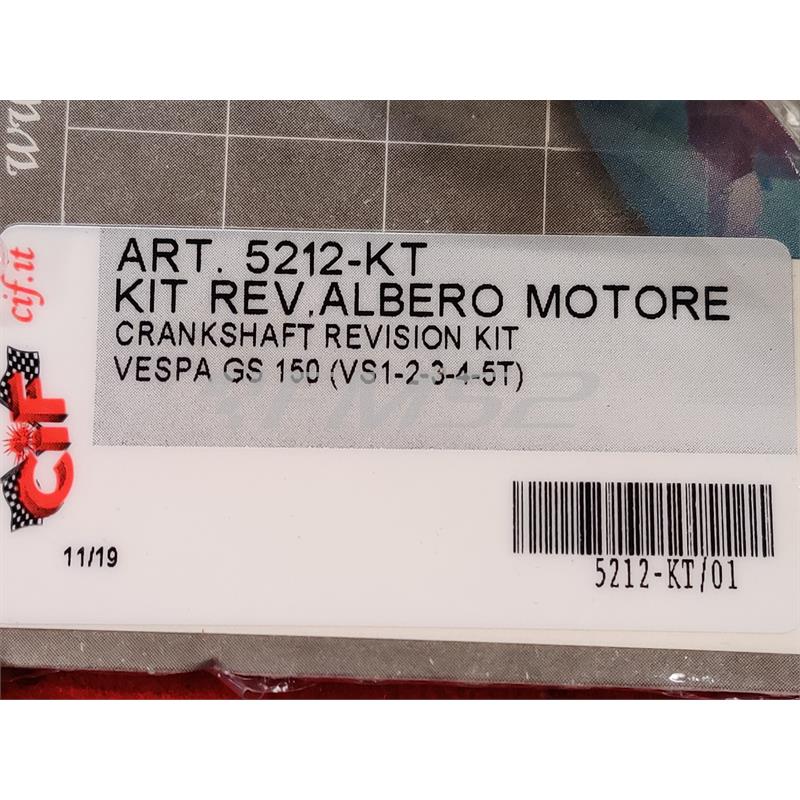 ART. 5212-KT
KIT REV.ALBERO MOTORE
CRANKSHAFT REVISION KIT
VESPA GS 150 (VS1-2-3-4-5T)
cif.it
CiF
11/19
5212-KT/01